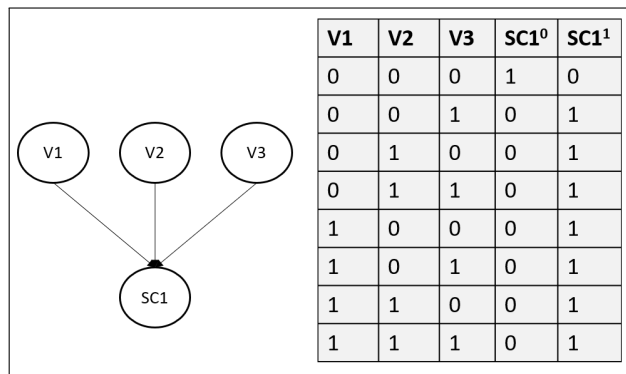 V1 V2 V3
SC1
V1 V2 V3 SC1⁰ SC1¹
0 0 0 1 0
0 0 1 0 1
0 1 0 0 1
0 1 1 0 1
1 0 0 0 1
1 0 1 0 1
1 1 0 0 1
1 1 1 0 1